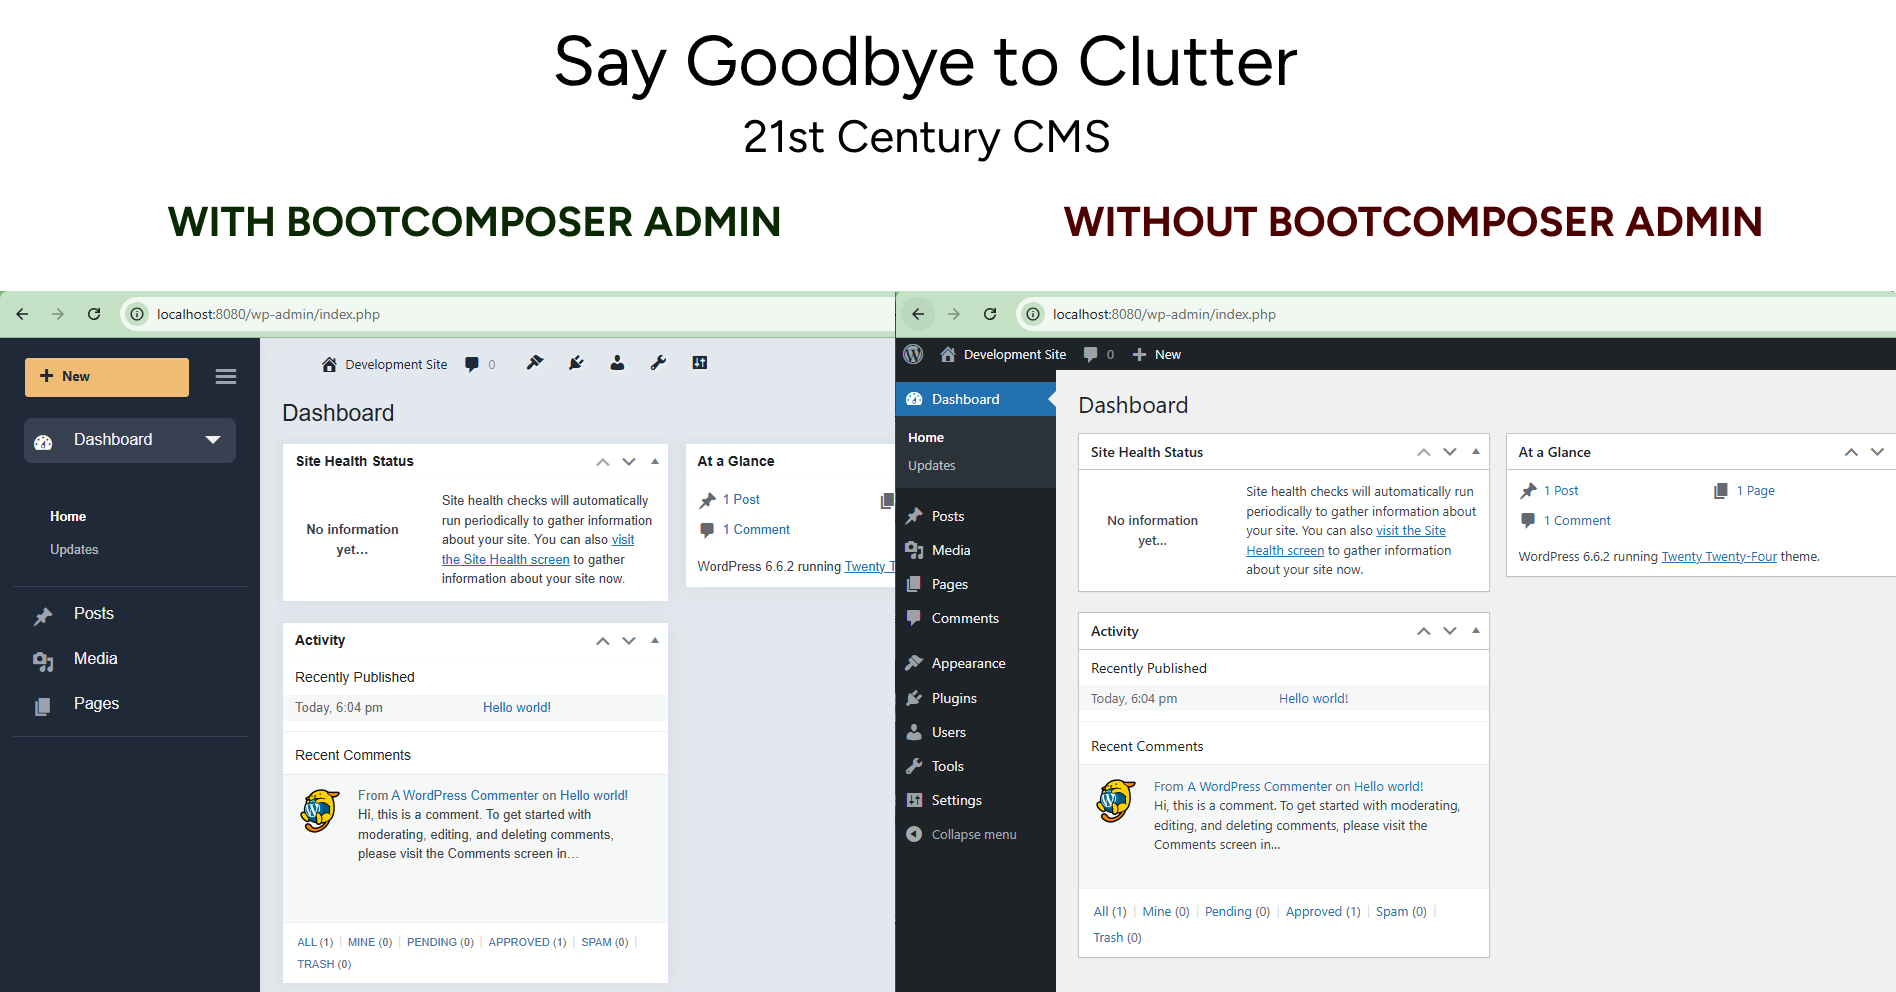 Say Goodbye to Clutter
21st Century CMS
WITH BOOTCOMPOSER ADMIN
localhost:8080/wp-admin/index.php
New
Dashboard
Home
Updates
Posts
Media
Pages
Development Site
0
Dashboard
Site Health Status
No information
yet...
Site health checks will automatically
run periodically to gather information
about your site. You can also visit
the Site Health screen to gather
information about your site now.
At a Glance
1 Post
1 Comment
WordPress 6.6.2 running Twenty T
Activity
Recently Published
Today, 6:04 pm
Hello world!
Recent Comments
From A WordPress Commenter on Hello world!
Hi, this is a comment. To get started with
moderating, editing, and deleting comments,
please visit the Comments screen in…
ALL (1) | MINE (0) | PENDING (0) | APPROVED (1) | SPAM (0) |
TRASH (0)
WITHOUT BOOTCOMPOSER ADMIN
localhost:8080/wp-admin/index.php
Development Site
0
New
Dashboard
Home
Updates
Posts
Media
Pages
Comments
Appearance
Plugins
Users
Tools
Settings
Collapse menu
Dashboard
Site Health Status
No information
yet...
Site health checks will automatically run
periodically to gather information about
your site. You can also visit the Site
Health screen to gather information
about your site now.
At a Glance
1 Post
1 Page
1 Comment
WordPress 6.6.2 running Twenty Twenty-Four theme.
Activity
Recently Published
Today, 6:04 pm
Hello world!
Recent Comments
From A WordPress Commenter on Hello world!
Hi, this is a comment. To get started with moderating,
editing, and deleting comments, please visit the
Comments screen in…
All (1) | Mine (0) | Pending (0) | Approved (1) | Spam (0) |
Trash (0)